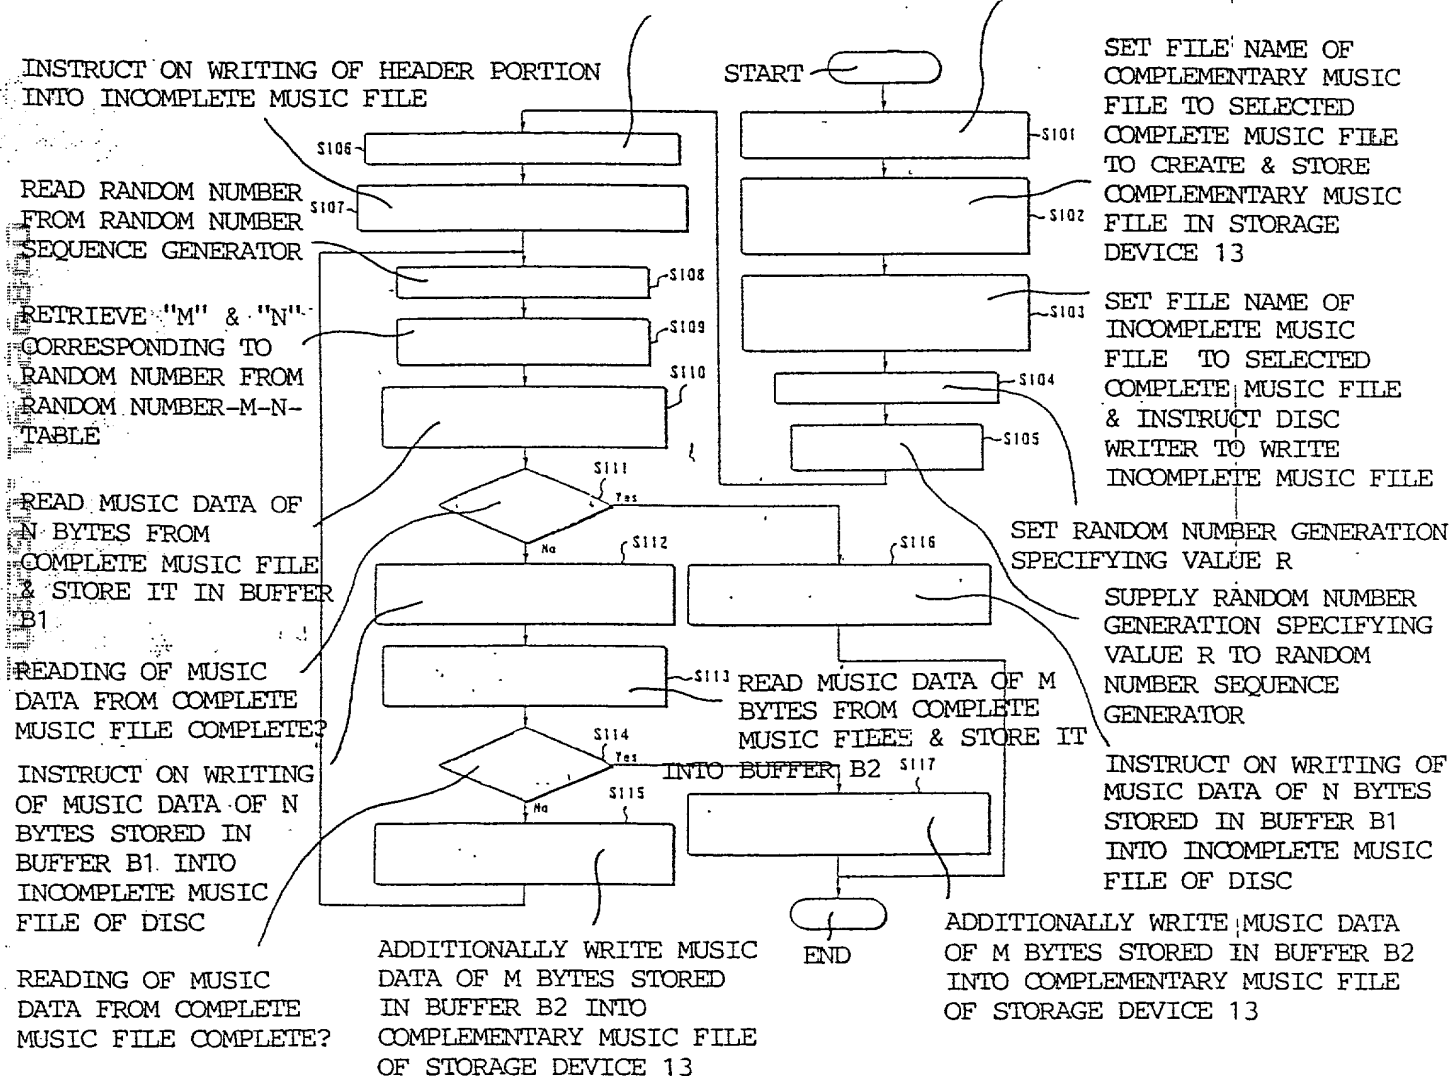 INSTRUCT ON WRITING OF HEADER PORTION
INTO INCOMPLETE MUSIC FILE
READ RANDOM NUMBER
FROM RANDOM NUMBER
SEQUENCE GENERATOR
RETRIEVE "M" & "N"
CORRESPONDING TO
RANDOM NUMBER FROM
RANDOM NUMBER-M-N-
TABLE
READ MUSIC DATA OF
N BYTES FROM
COMPLETE MUSIC FILE
& STORE IT IN BUFFER
B1
READING OF MUSIC
DATA FROM COMPLETE
MUSIC FILE COMPLETE?
INSTRUCT ON WRITING
OF MUSIC DATA OF N
BYTES STORED IN
BUFFER B1 INTO
INCOMPLETE MUSIC
FILE OF DISC
READING OF MUSIC
DATA FROM COMPLETE
MUSIC FILE COMPLETE?
S106
S107
S108
S109
S110
S111
Yes
No
S112
S113
S114
Yes
No
S115
ADDITIONALLY WRITE MUSIC
DATA OF M BYTES STORED
IN BUFFER B2 INTO
COMPLEMENTARY MUSIC FILE
OF STORAGE DEVICE 13
START
S101
S102
S103
S104
S105
S116
READ MUSIC DATA OF M
BYTES FROM COMPLETE
MUSIC FILES & STORE IT
INTO BUFFER B2
S117
END
SET FILE NAME OF
COMPLEMENTARY MUSIC
FILE TO SELECTED
COMPLETE MUSIC FILE
TO CREATE & STORE
COMPLEMENTARY MUSIC
FILE IN STORAGE
DEVICE 13
SET FILE NAME OF
INCOMPLETE MUSIC
FILE TO SELECTED
COMPLETE MUSIC FILE
& INSTRUCT DISC
WRITER TO WRITE
INCOMPLETE MUSIC FILE
SET RANDOM NUMBER GENERATION
SPECIFYING VALUE R
SUPPLY RANDOM NUMBER
GENERATION SPECIFYING
VALUE R TO RANDOM
NUMBER SEQUENCE
GENERATOR
INSTRUCT ON WRITING OF
MUSIC DATA OF N BYTES
STORED IN BUFFER B1
INTO INCOMPLETE MUSIC
FILE OF DISC
ADDITIONALLY WRITE MUSIC DATA
OF M BYTES STORED IN BUFFER B2
INTO COMPLEMENTARY MUSIC FILE
OF STORAGE DEVICE 13